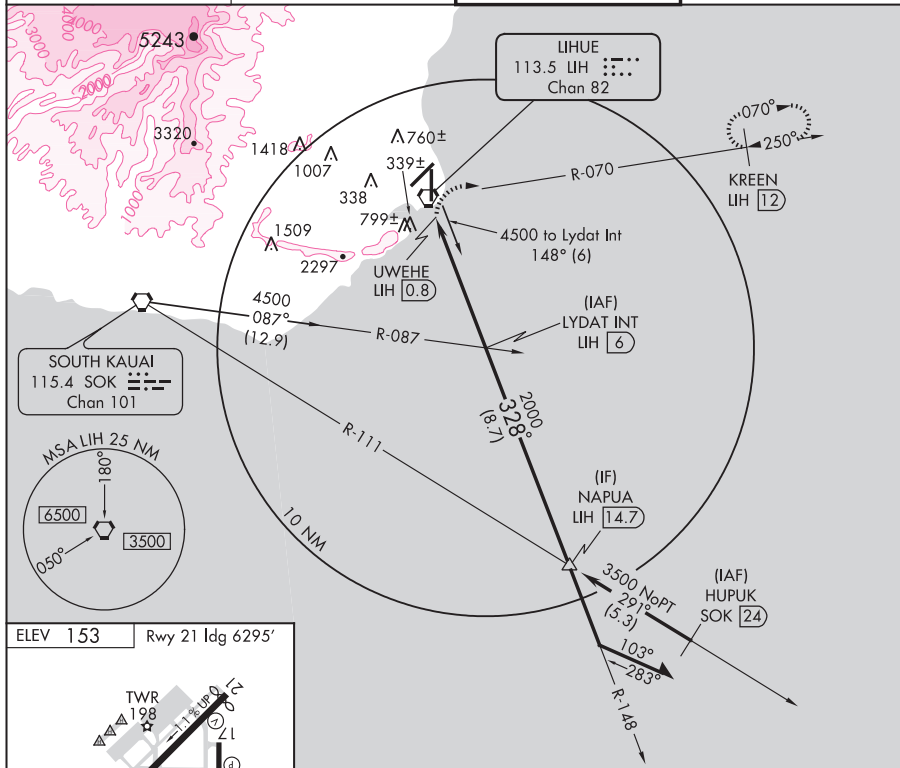 5243
3000
2000
3320
1000
LIHUE
113.5 LIH
Chan 82
1418
1007
760±
339±
338
799±
1509
2297
070°
250°
R-070
KREEN
LIH 12
4500 to Lydat Int
148° (6)
UWEHE
LIH 0.8
4500
087°
(12.9)
R-087
(IAF)
LYDAT INT
LIH 6
SOUTH KAUAI
115.4 SOK
Chan 101
R-111
2000
328°
(8.7)
MSA LIH 25 NM
180°
6500
3500
050°
10 NM
(IF)
NAPUA
LIH 14.7
3500 NoPT
291°
(5.3)
(IAF)
HUPUK
SOK 24
103°
283°
R-148
ELEV 153
Rwy 21 ldg 6295'
TWR
198
1.1% UP
21
V
17
P